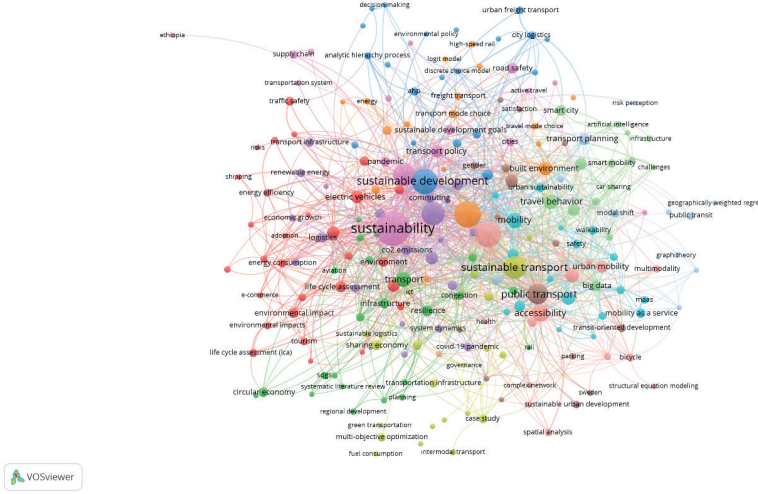 decision making
urban freight transport
ethiopia
environmental policy
city logistics
high-speed rail
supply chain
analytic hierarchy process
logit model
discrete choice model
road safety
transportation system
ahp
active travel
traffic safety
energy
freight transport
satisfaction
smart city
risk perception
transport mode choice
travel mode choice
artificial intelligence
sustainable development goals
transport infrastructure
cities
transport planning
infrastructure
risks
transport policy
pandemic
gender
built environment
smart mobility
challenges
renewable energy
shipping
sustainable development
urban sustainability
car sharing
energy efficiency
electric vehicles
commuting
travel behavior
geographically weighted regre
economic growth
mobility
modal shift
public transit
sustainability
adoption
logistics
walkability
co2 emissions
safety
energy consumption
environment
graph theory
aviation
sustainable transport
urban mobility
multimodality
transport
life cycle assessment
ict
big data
e-commerce
congestion
public transport
infrastructure
maas
environmental impact
resilience
accessibility
mobility as a service
environmental impacts
health
system dynamics
transit-oriented development
sustainable logistics
tourism
sharing economy
covid-19 pandemic
rail
life cycle assessment (lca)
parking
bicycle
governance
sdgs
transportation infrastructure
systematic literature review
complex network
structural equation modeling
circular economy
planning
sweden
sustainable urban development
regional development
case study
green transportation
spatial analysis
multi-objective optimization
fuel consumption
intermodal transport
VOSviewer